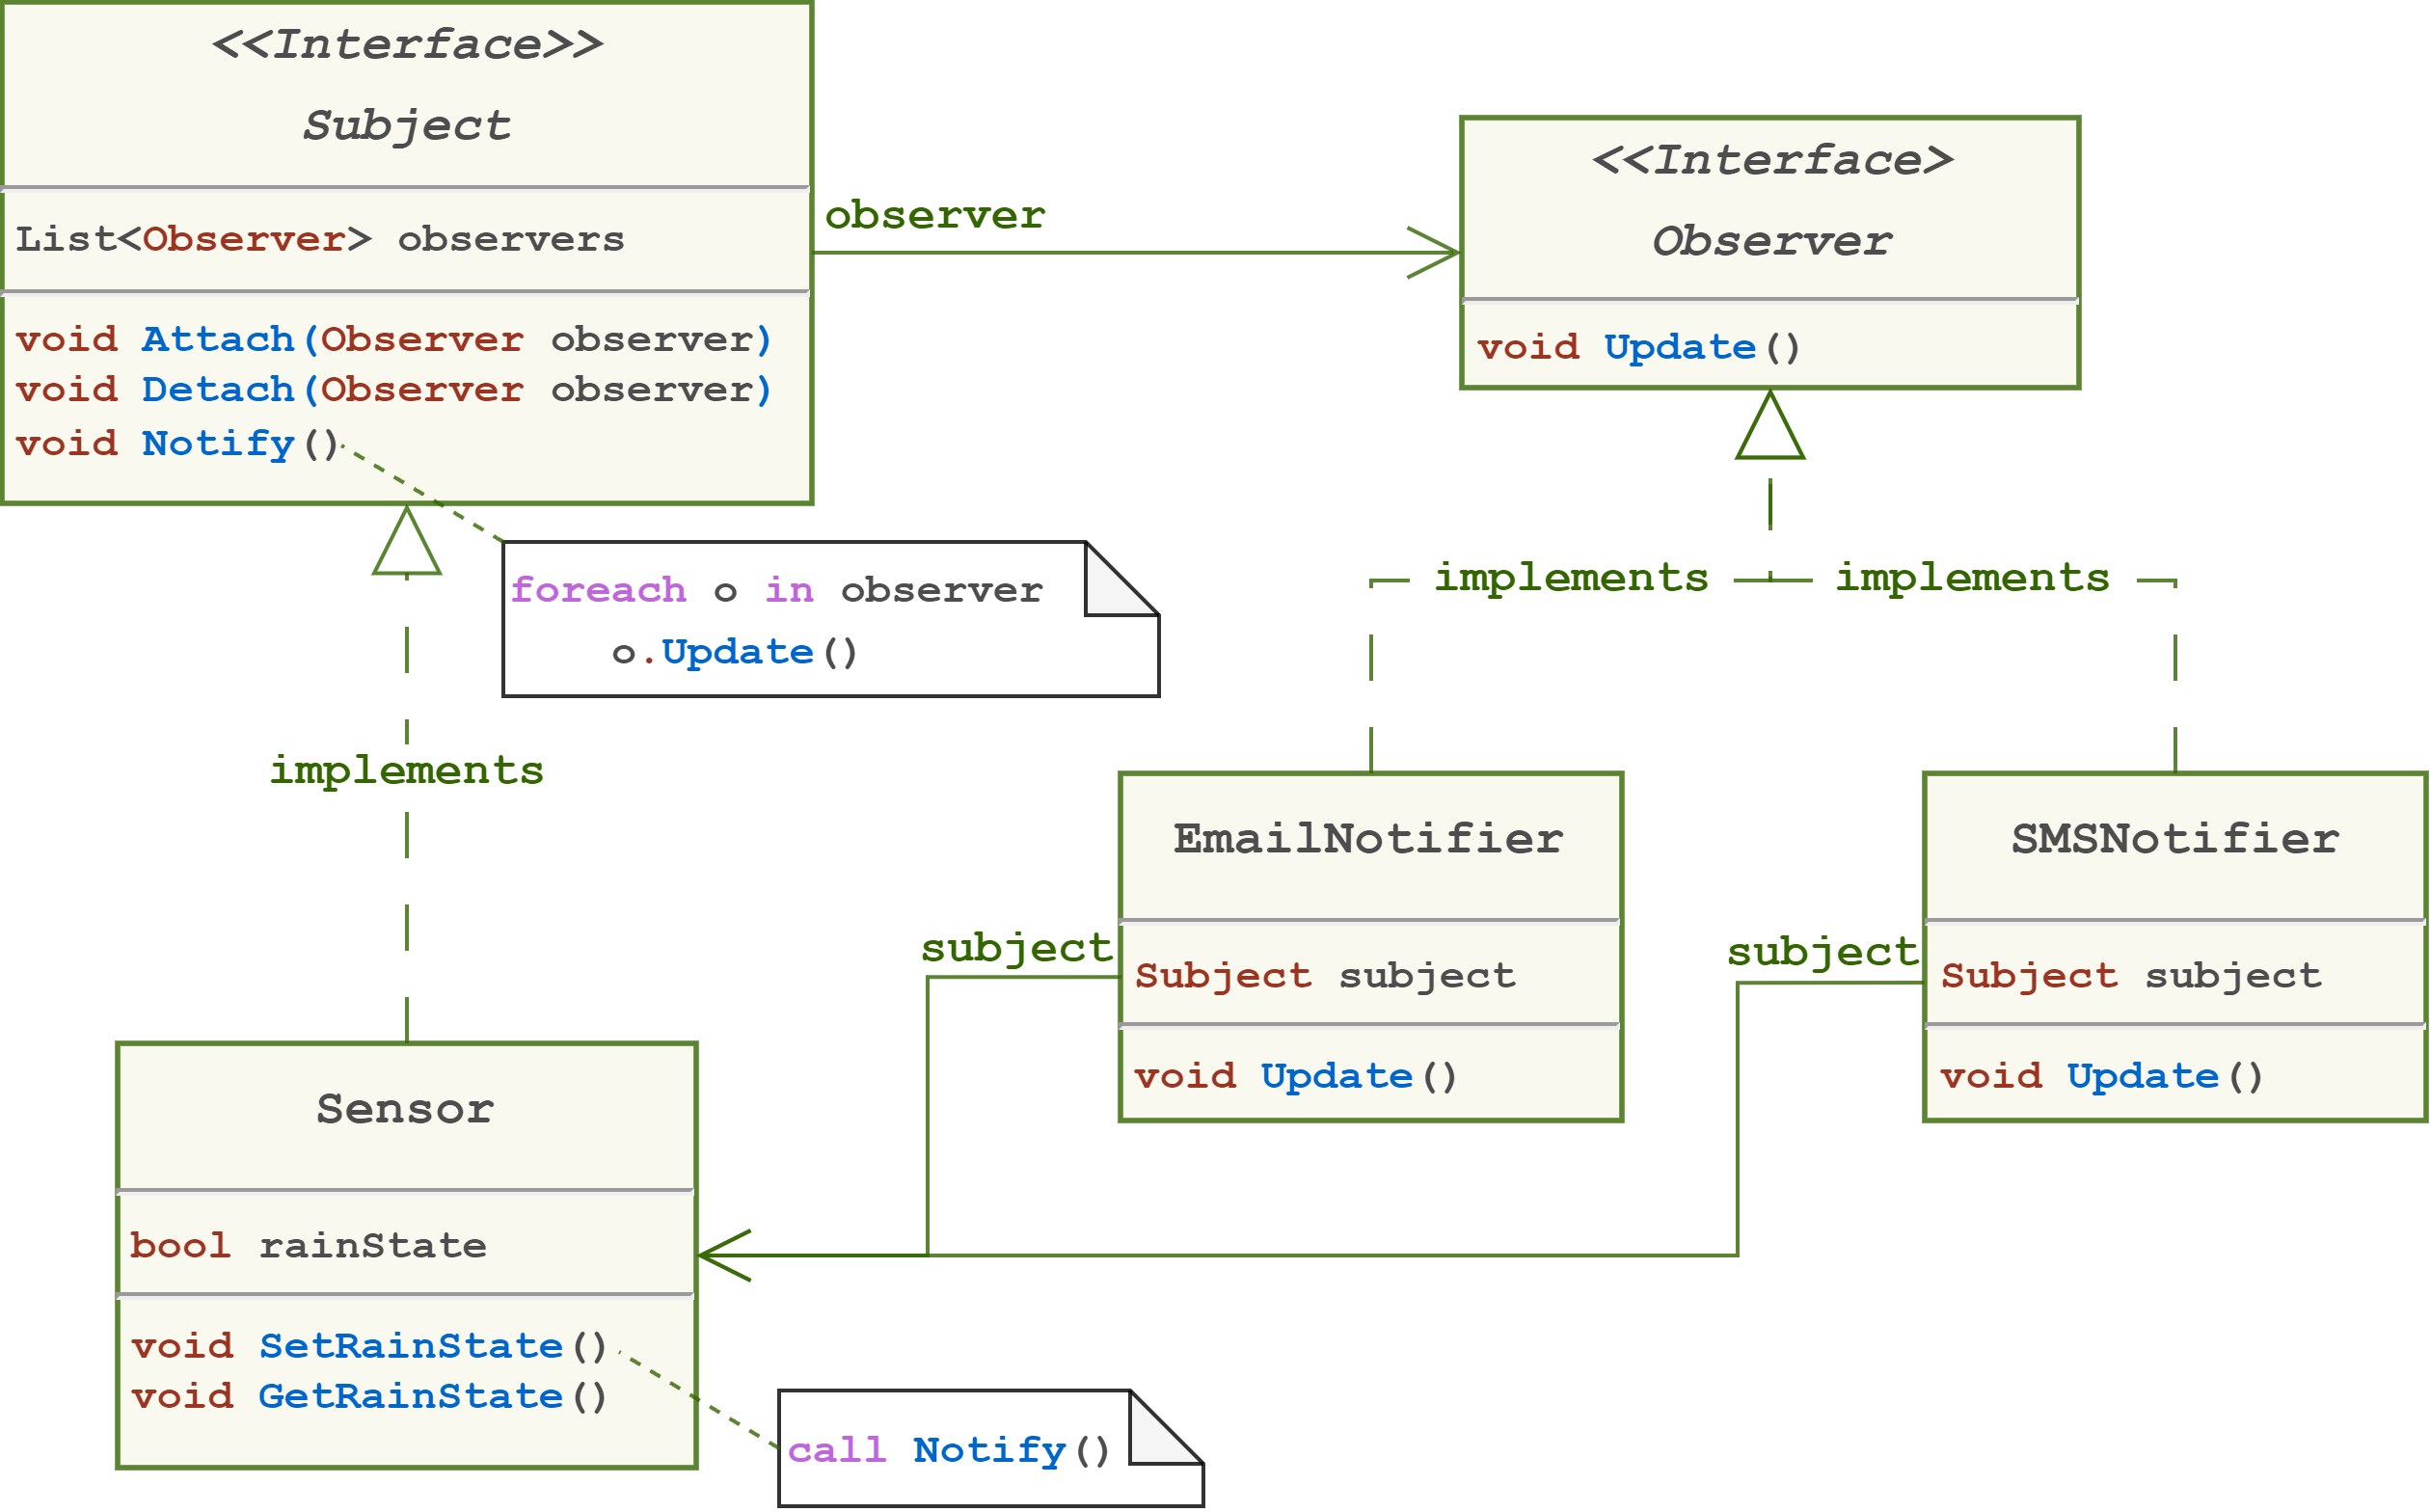 <<Interface>>
Subject
List<Observer> observers
void Attach(Observer observer)
void Detach(Observer observer)
void Notify()
observer
<<Interface>
Observer
void Update()
foreach o in observer
o.Update()
implements
implements
implements
EmailNotifier
subject
Subject subject
void Update()
SMSNotifier
subject
Subject subject
void Update()
Sensor
bool rainState
void SetRainState()
void GetRainState()
call Notify()